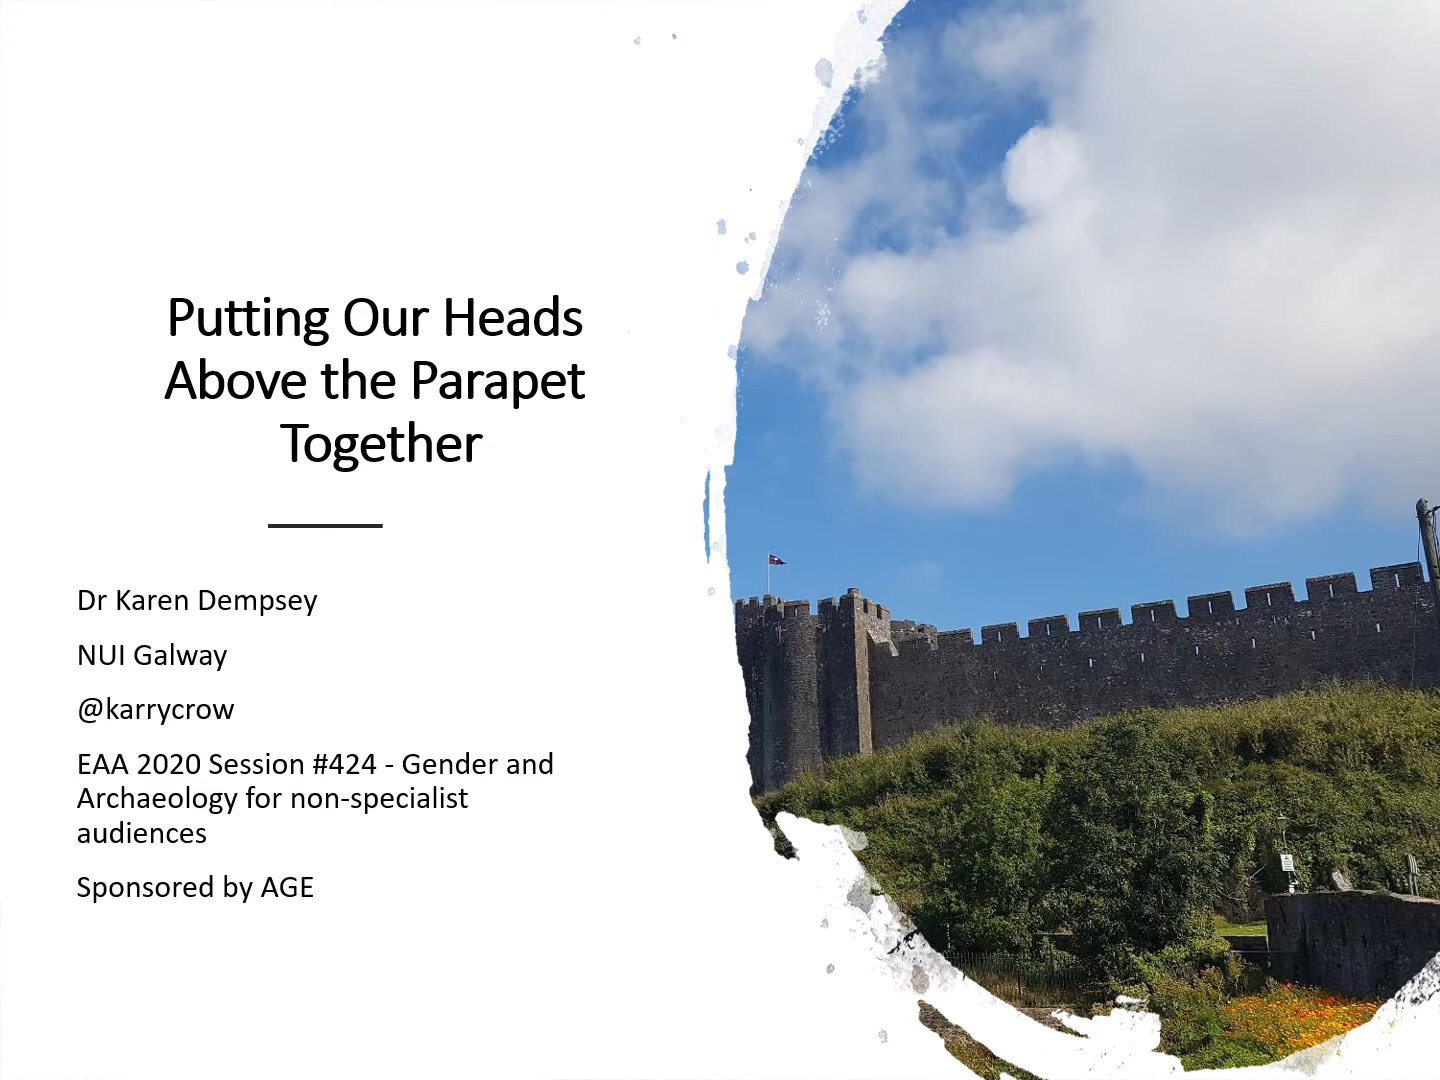 Putting Our Heads
Above the Parapet
Together
Dr Karen Dempsey
NUI Galway
@karrycrow
EAA 2020 Session #424 - Gender and
Archaeology for non-specialist
audiences
Sponsored by AGE